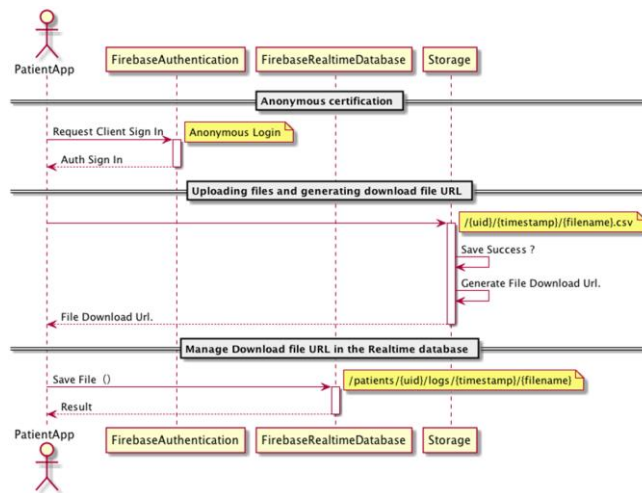 PatientApp
FirebaseAuthentication
FirebaseRealtimeDatabase
Storage
Anonymous certification
Request Client Sign In
Anonymous Login
Auth Sign In
Uploading files and generating download file URL
/{uid}/{timestamp}/{filename}.csv
Save Success ?
Generate File Download Url.
File Download Url.
Manage Download file URL in the Realtime database
Save File ()
/patients/{uid}/logs/{timestamp}/{filename}
Result
PatientApp
FirebaseAuthentication
FirebaseRealtimeDatabase
Storage